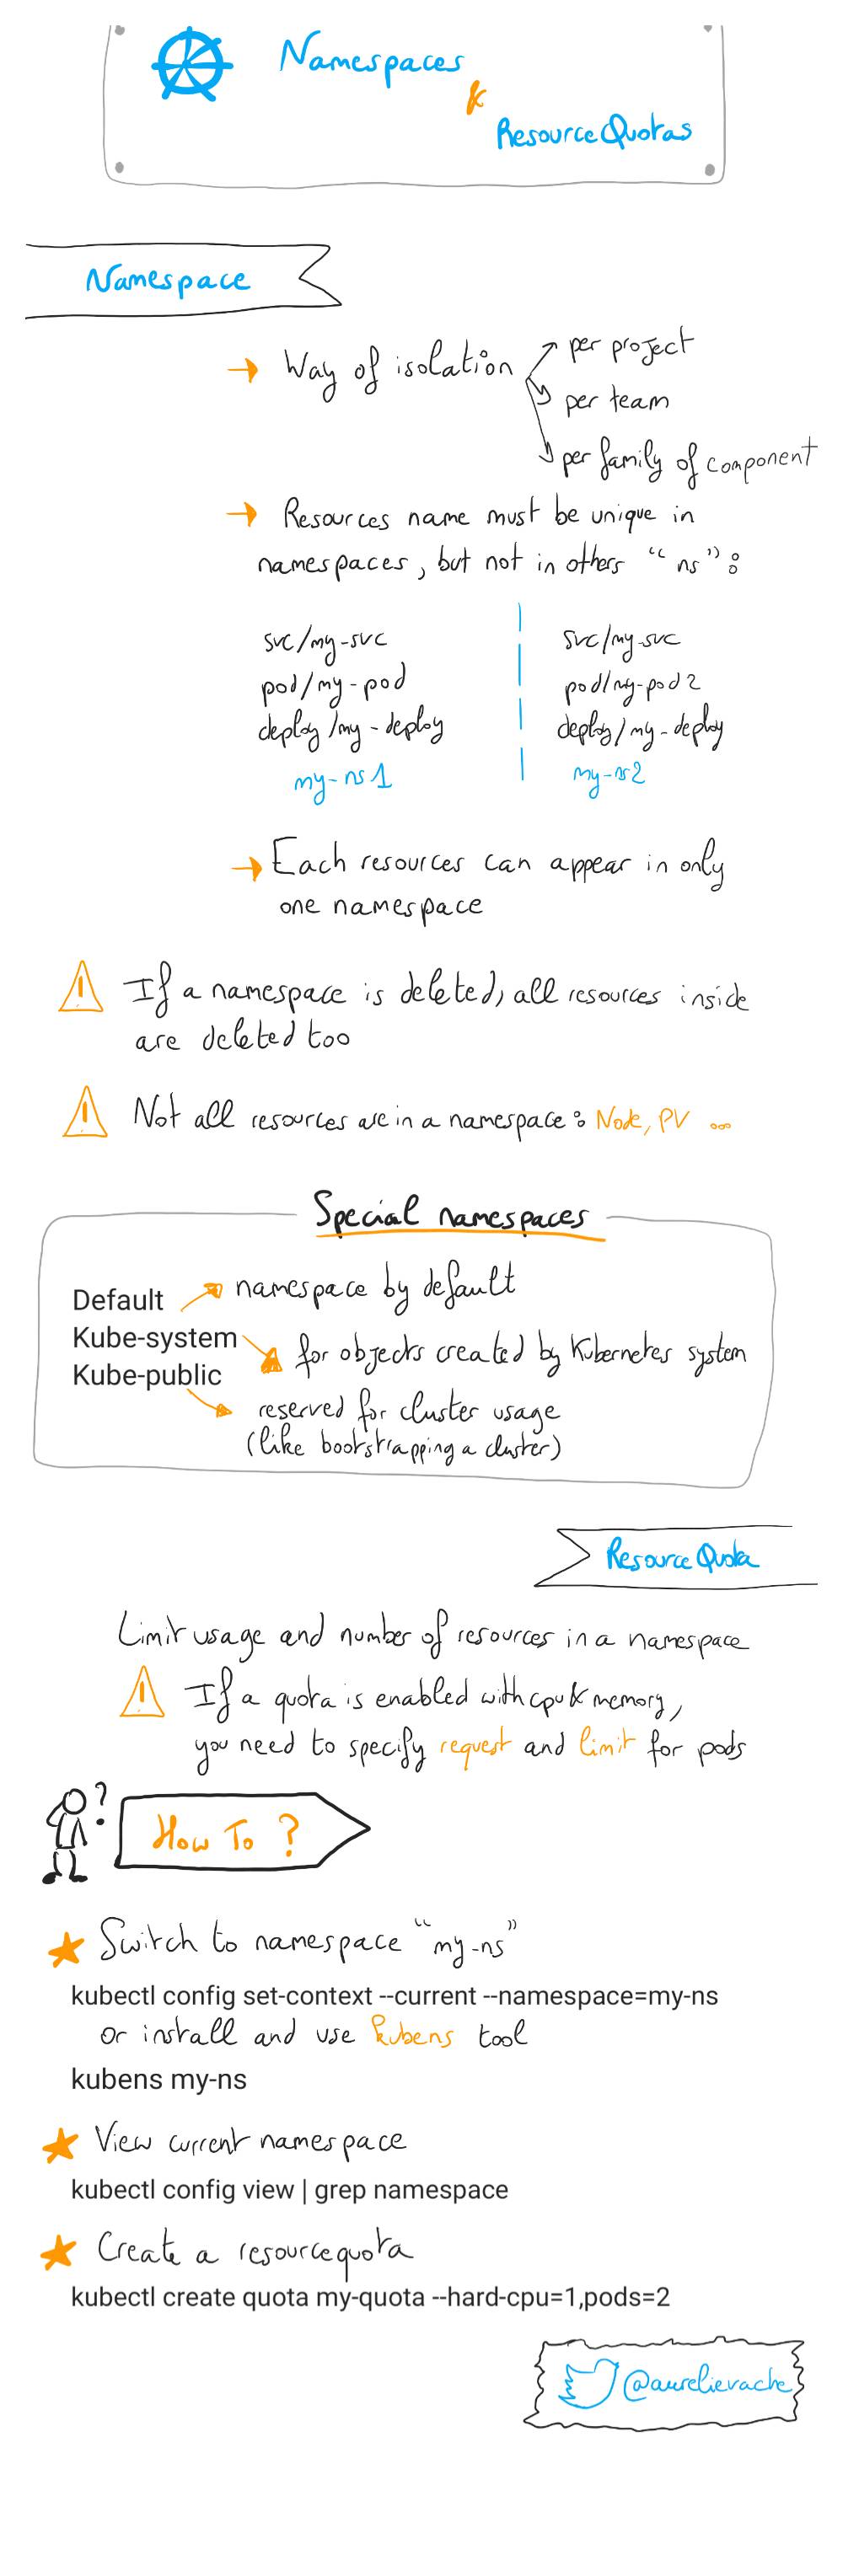 Namespaces
&
ResourceQuotas
Namespace
→ Way of isolation
per project
per team
per family of component
→ Resources name must be unique in
namespaces, but not in others "ns":
svc/my-svc
pod/my-pod
deploy/my-deploy
my-ns1
svc/my-svc
pod/my-pod2
deploy/my-deploy
my-ns2
→ Each resources can appear in only
one namespace
If a namespace is deleted, all resources inside
are deleted too
Not all resources are in a namespace: Node, PV ...
Special namespaces
Default → namespace by default
Kube-system → for objects created by Kubernetes system
Kube-public → reserved for cluster usage
(like bootstrapping a cluster)
Resource Quota
Limit usage and number of resources in a namespace
If a quota is enabled with cpu & memory,
you need to specify request and limit for pods
?
How To ?
Switch to namespace "my-ns"
kubectl config set-context --current --namespace=my-ns
or install and use kubens tool
kubens my-ns
View current namespace
kubectl config view | grep namespace
Create a resourcequota
kubectl create quota my-quota --hard-cpu=1,pods=2
@aurelievache